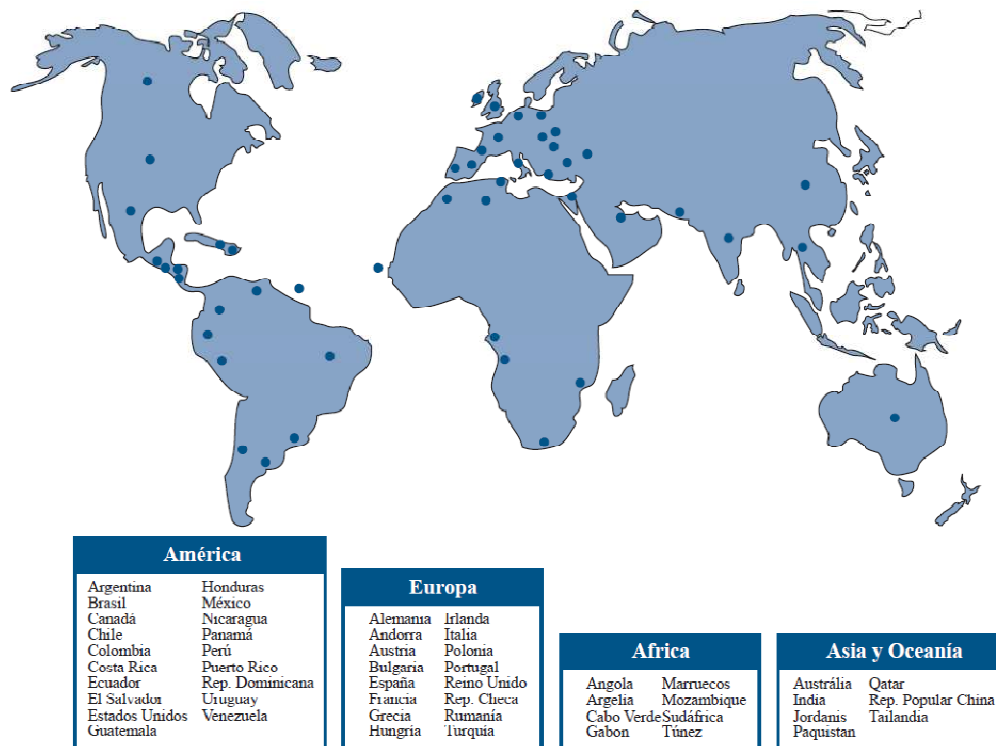 América
Argentina Honduras
Brasil México
Canadá Nicaragua
Chile Panamá
Colombia Perú
Costa Rica Puerto Rico
Ecuador Rep. Dominicana
El Salvador Uruguay
Estados Unidos Venezuela
Guatemala
Europa
Alemania Irlanda
Andorra Italia
Austria Polonia
Bulgaria Portugal
España Reino Unido
Francia Rep. Checa
Grecia Rumanía
Hungría Turquía
Africa
Angola Marruecos
Argelia Mozambique
Cabo Verde Sudáfrica
Gabon Túnez
Asia y Oceanía
Austrália Qatar
India Rep. Popular China
Jordanis Tailandia
Paquistan